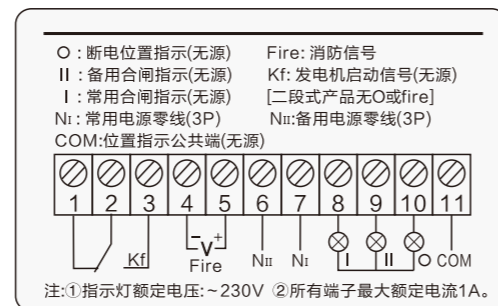 O：断电位置指示(无源) Fire: 消防信号
II：备用合闸指示(无源) Kf: 发电机启动信号(无源)
I：常用合闸指示(无源) [二段式产品无O或fire]
NI：常用电源零线(3P) NII:备用电源零线(3P)
COM:位置指示公共端(无源)
1 2 3 4 5 6 7 8 9 10 11
Kf - V + Fire NII NI I II O COM
注:①指示灯额定电压:~230V ②所有端子最大额定电流1A。